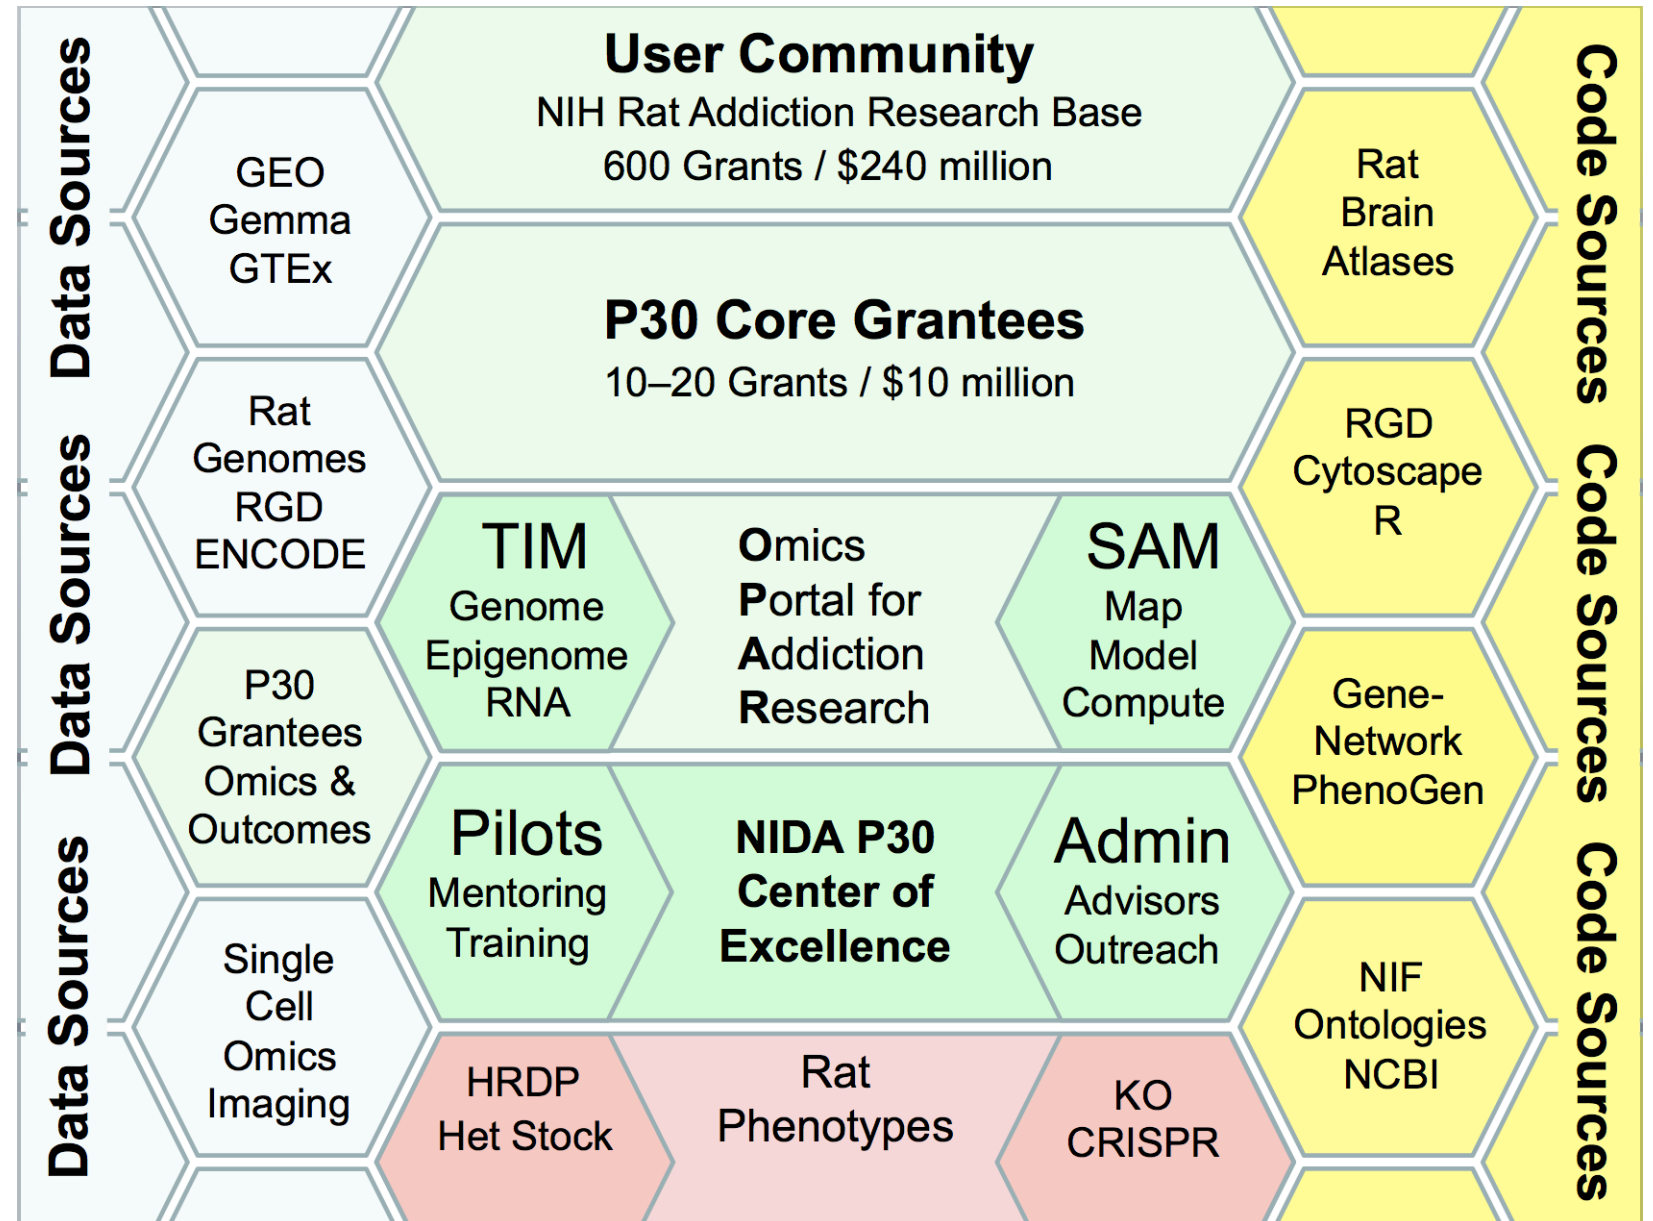 Data Sources
Data Sources
Data Sources
GEO
Gemma
GTEx
Rat
Genomes
RGD
ENCODE
P30
Grantees
Omics &
Outcomes
Single
Cell
Omics
Imaging
User Community
NIH Rat Addiction Research Base
600 Grants / $240 million
P30 Core Grantees
10–20 Grants / $10 million
TIM
Genome
Epigenome
RNA
Omics
Portal for
Addiction
Research
SAM
Map
Model
Compute
Pilots
Mentoring
Training
NIDA P30
Center of
Excellence
Admin
Advisors
Outreach
HRDP
Het Stock
Rat
Phenotypes
KO
CRISPR
Rat
Brain
Atlases
RGD
Cytoscape
R
Gene-
Network
PhenoGen
NIF
Ontologies
NCBI
Code Sources
Code Sources
Code Sources